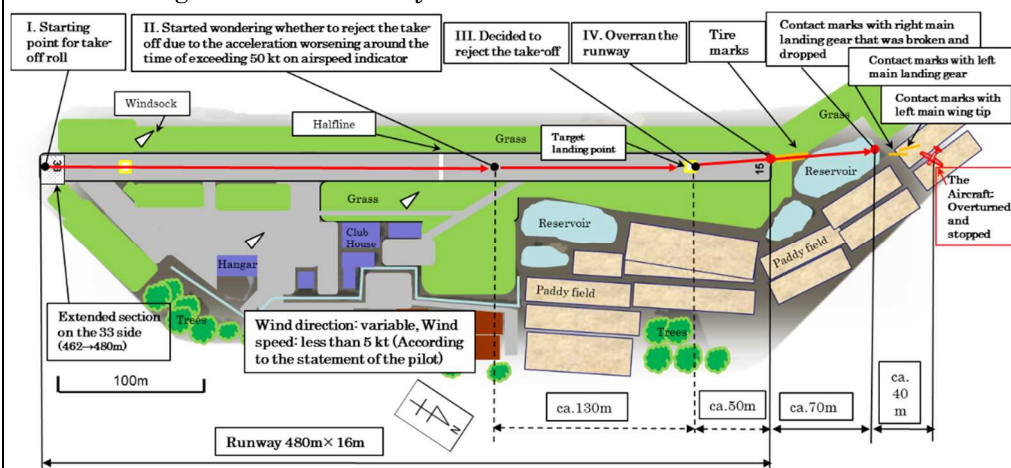 I. Starting
point for take-
off roll
II. Started wondering whether to reject the take-
off due to the acceleration worsening around the
time of exceeding 50 kt on airspeed indicator
III. Decided to
reject the take-off
IV. Overran the
runway
Tire
marks
Contact marks with right main
landing gear that was broken and
dropped
Contact marks with left
main landing gear
Contact marks with
left main wing tip
Windsock
Halfline
Grass
Target
landing point
Grass
33
15
Reservoir
The
Aircraft:
Overturned
and
stopped
Grass
Club
House
Reservoir
Hangar
Paddy field
Paddy field
Trees
Trees
Extended section
on the 33 side
(462→480m)
Wind direction: variable, Wind
speed: less than 5 kt (According
to the statement of the pilot)
100m
N
ca.130m
ca.50m
ca.70m
ca.
40
m
Runway 480m× 16m